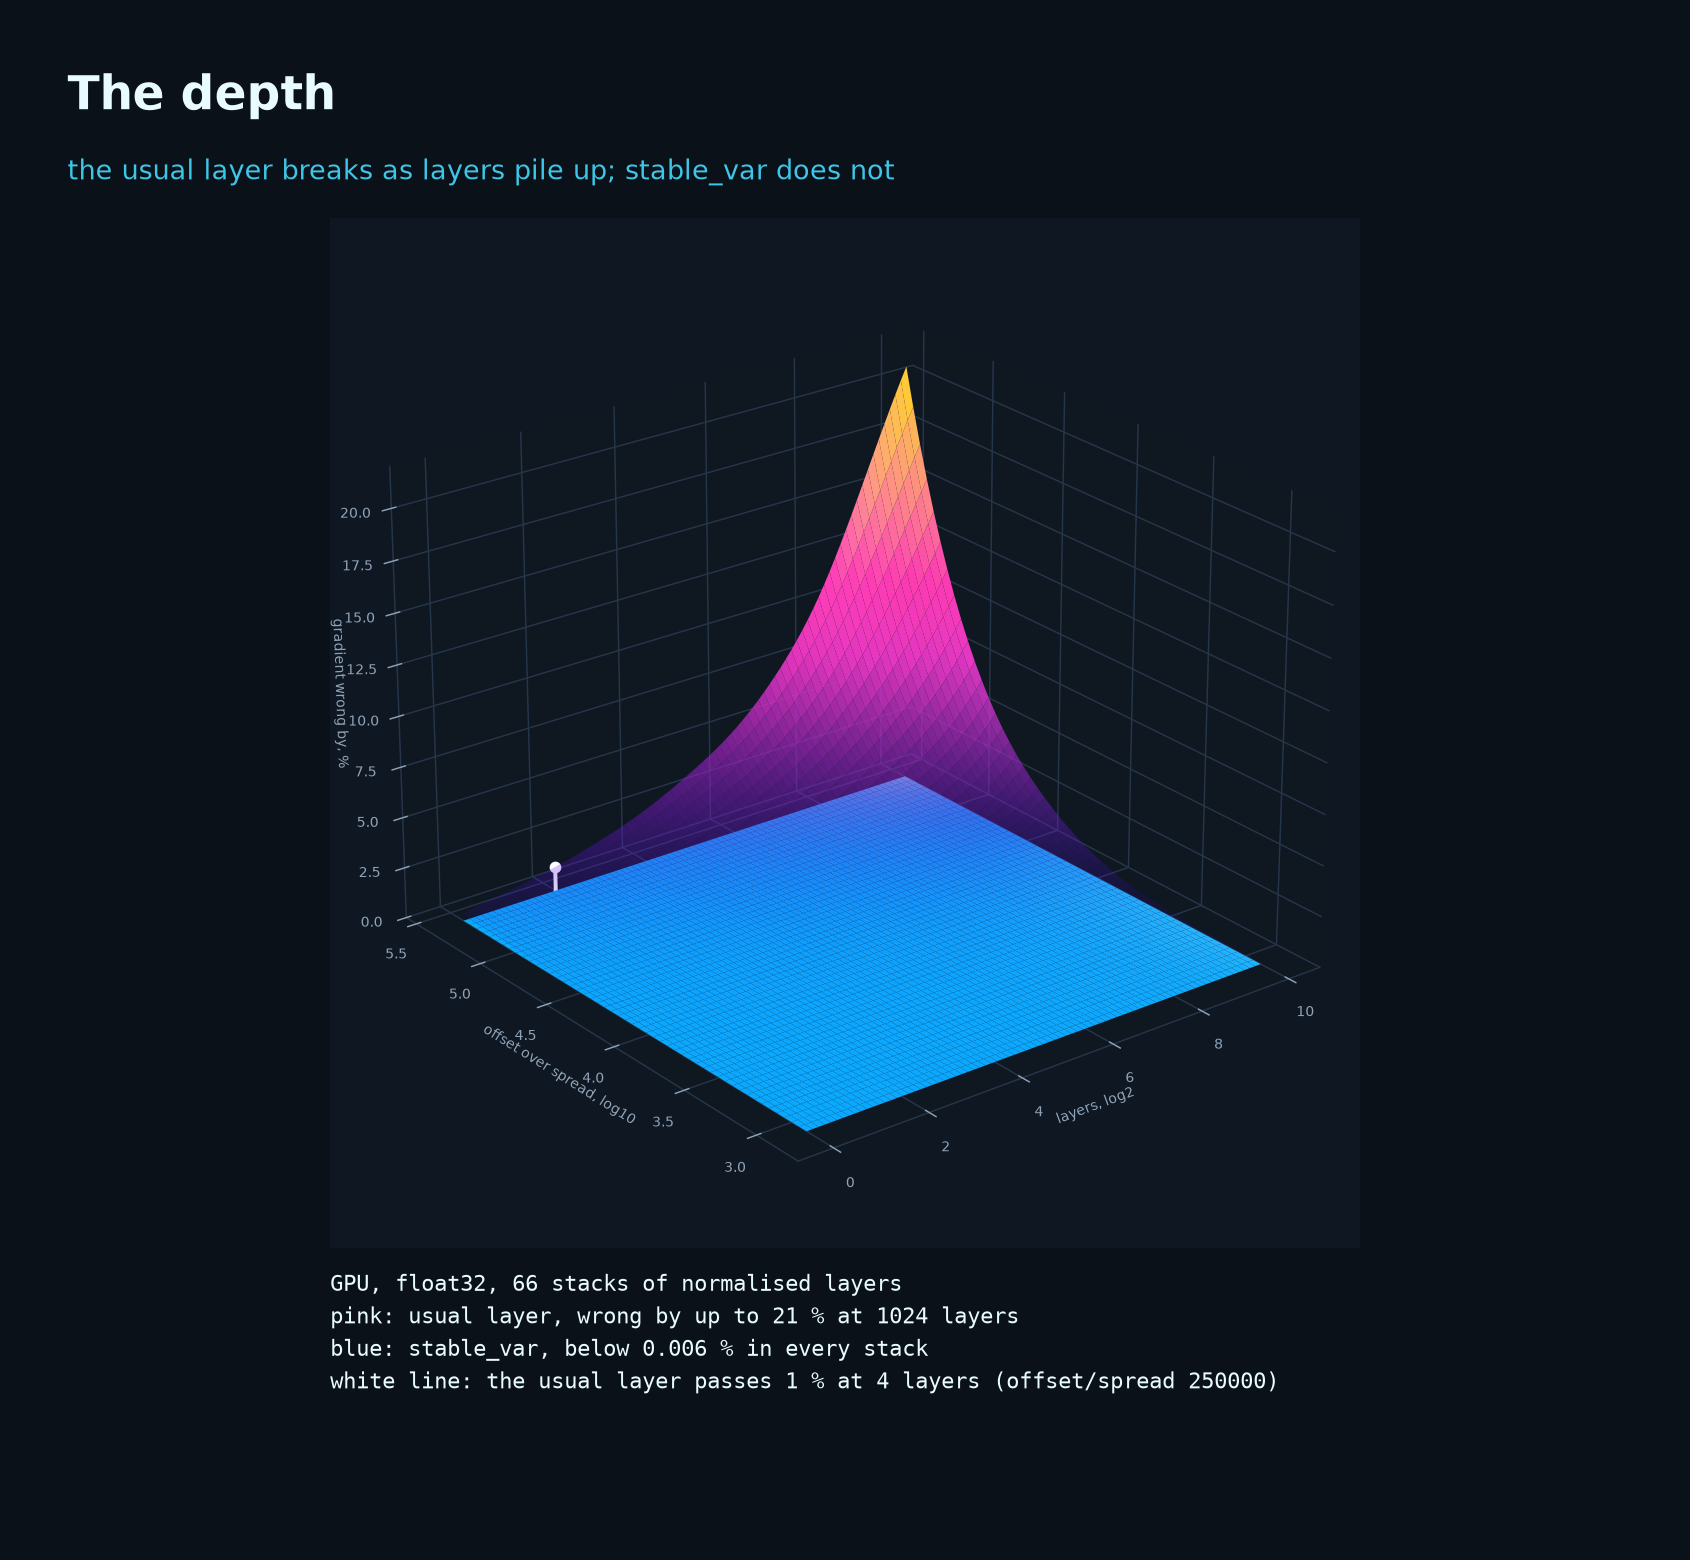 The depth
the usual layer breaks as layers pile up; stable_var does not
20.0
17.5
15.0
12.5
10.0
7.5
5.0
2.5
0.0
gradient wrong by, %
5.5
5.0
4.5
4.0
3.5
3.0
offset over spread, log10
0
2
4
6
8
10
layers, log2
GPU, float32, 66 stacks of normalised layers
pink: usual layer, wrong by up to 21 % at 1024 layers
blue: stable_var, below 0.006 % in every stack
white line: the usual layer passes 1 % at 4 layers (offset/spread 250000)